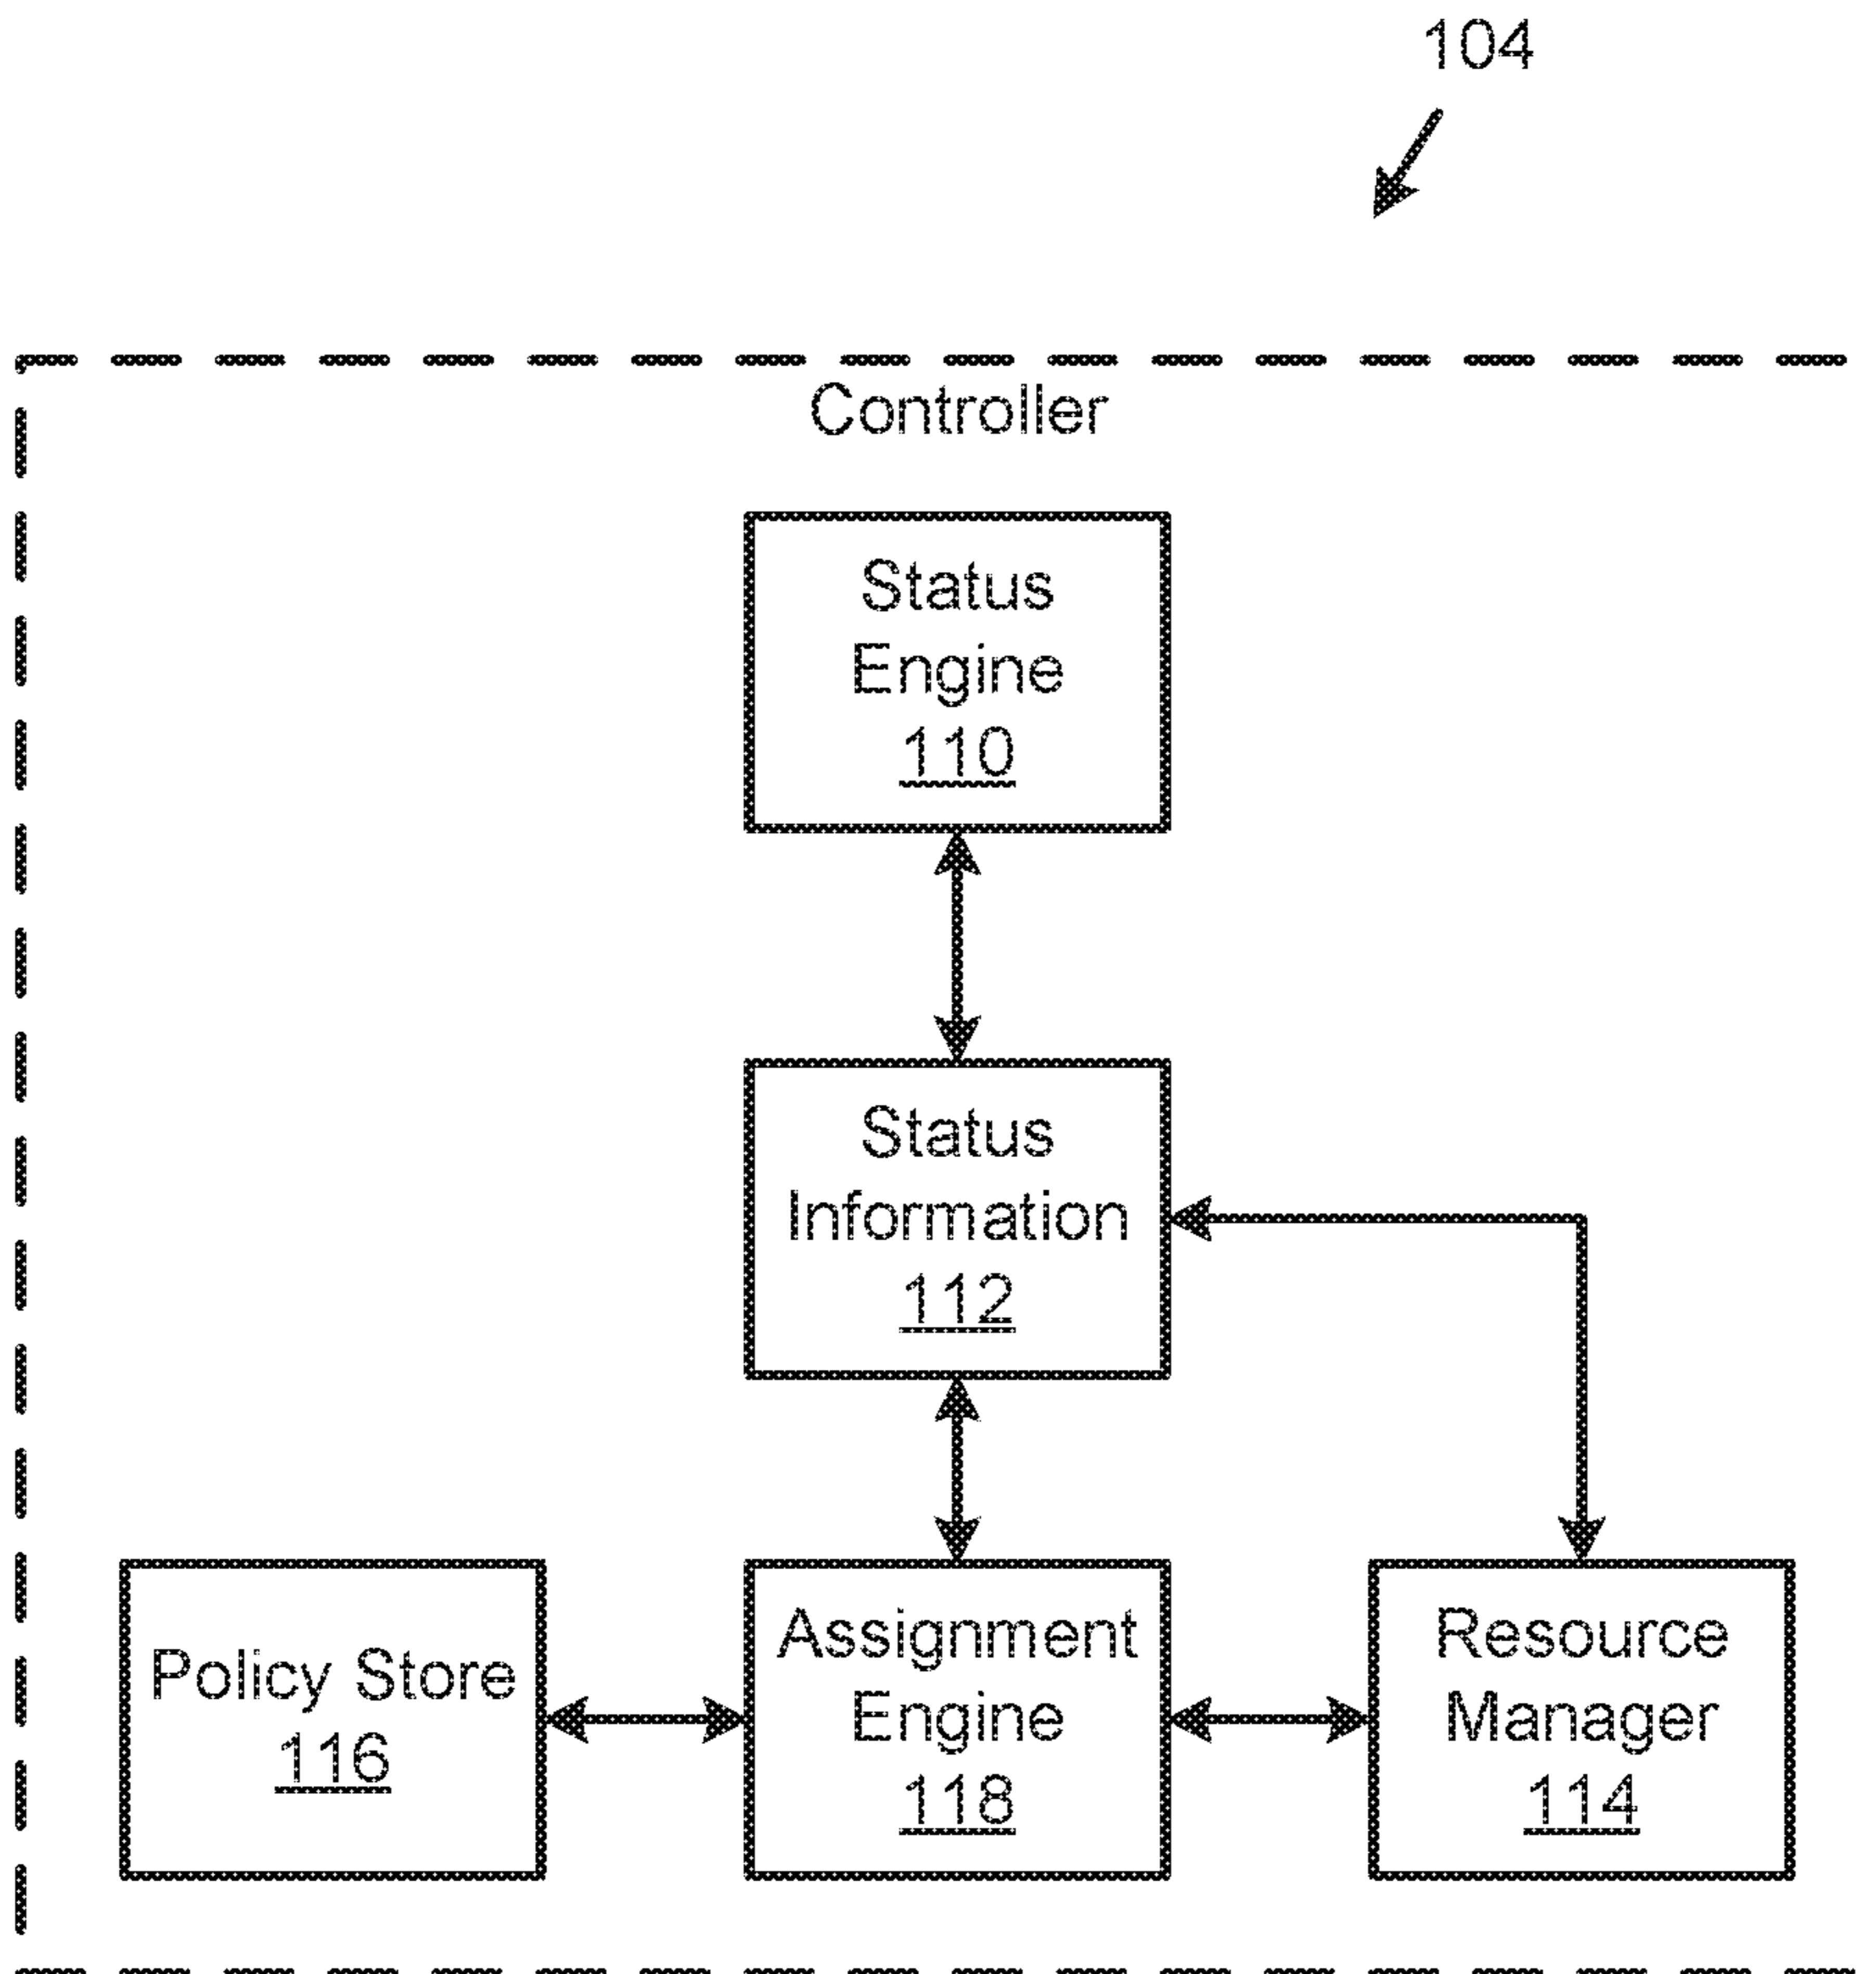 104
Controller
Status
Engine
110
Status
Information
112
Policy Store
116
Assignment
Engine
118
Resource
Manager
114